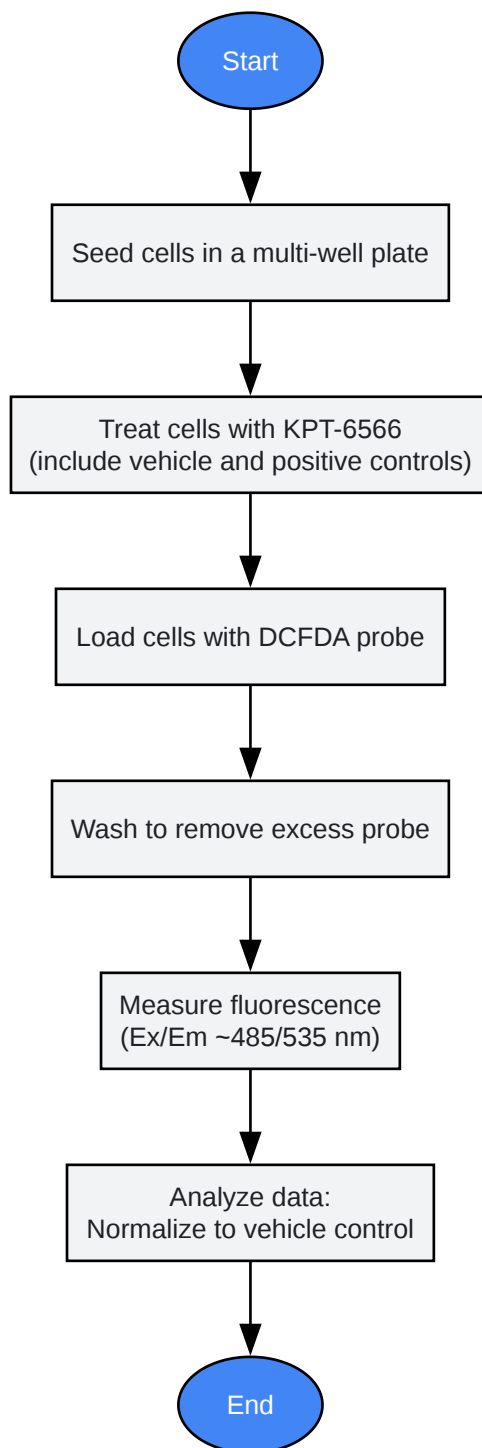 Start
Seed cells in a multi-well plate
Treat cells with KPT-6566
(include vehicle and positive controls)
Load cells with DCFDA probe
Wash to remove excess probe
Measure fluorescence
(Ex/Em ~485/535 nm)
Analyze data:
Normalize to vehicle control
End